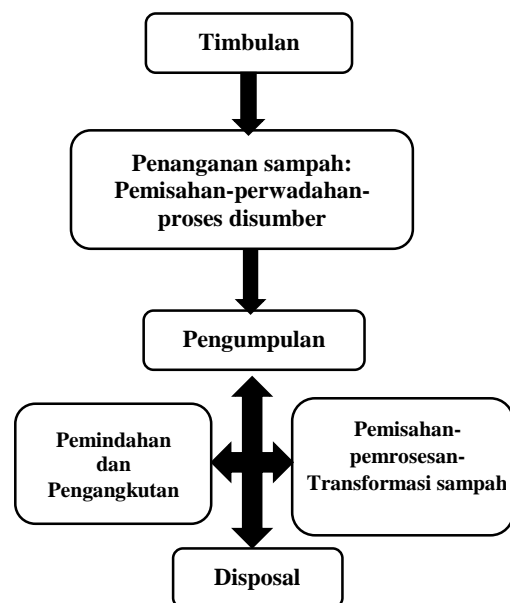 Timbulan
Penanganan sampah:
Pemisahan-perwadahan-
proses disumber
Pengumpulan
Pemindahan
dan
Pengangkutan
Pemisahan-
pemrosesan-
Transformasi sampah
Disposal